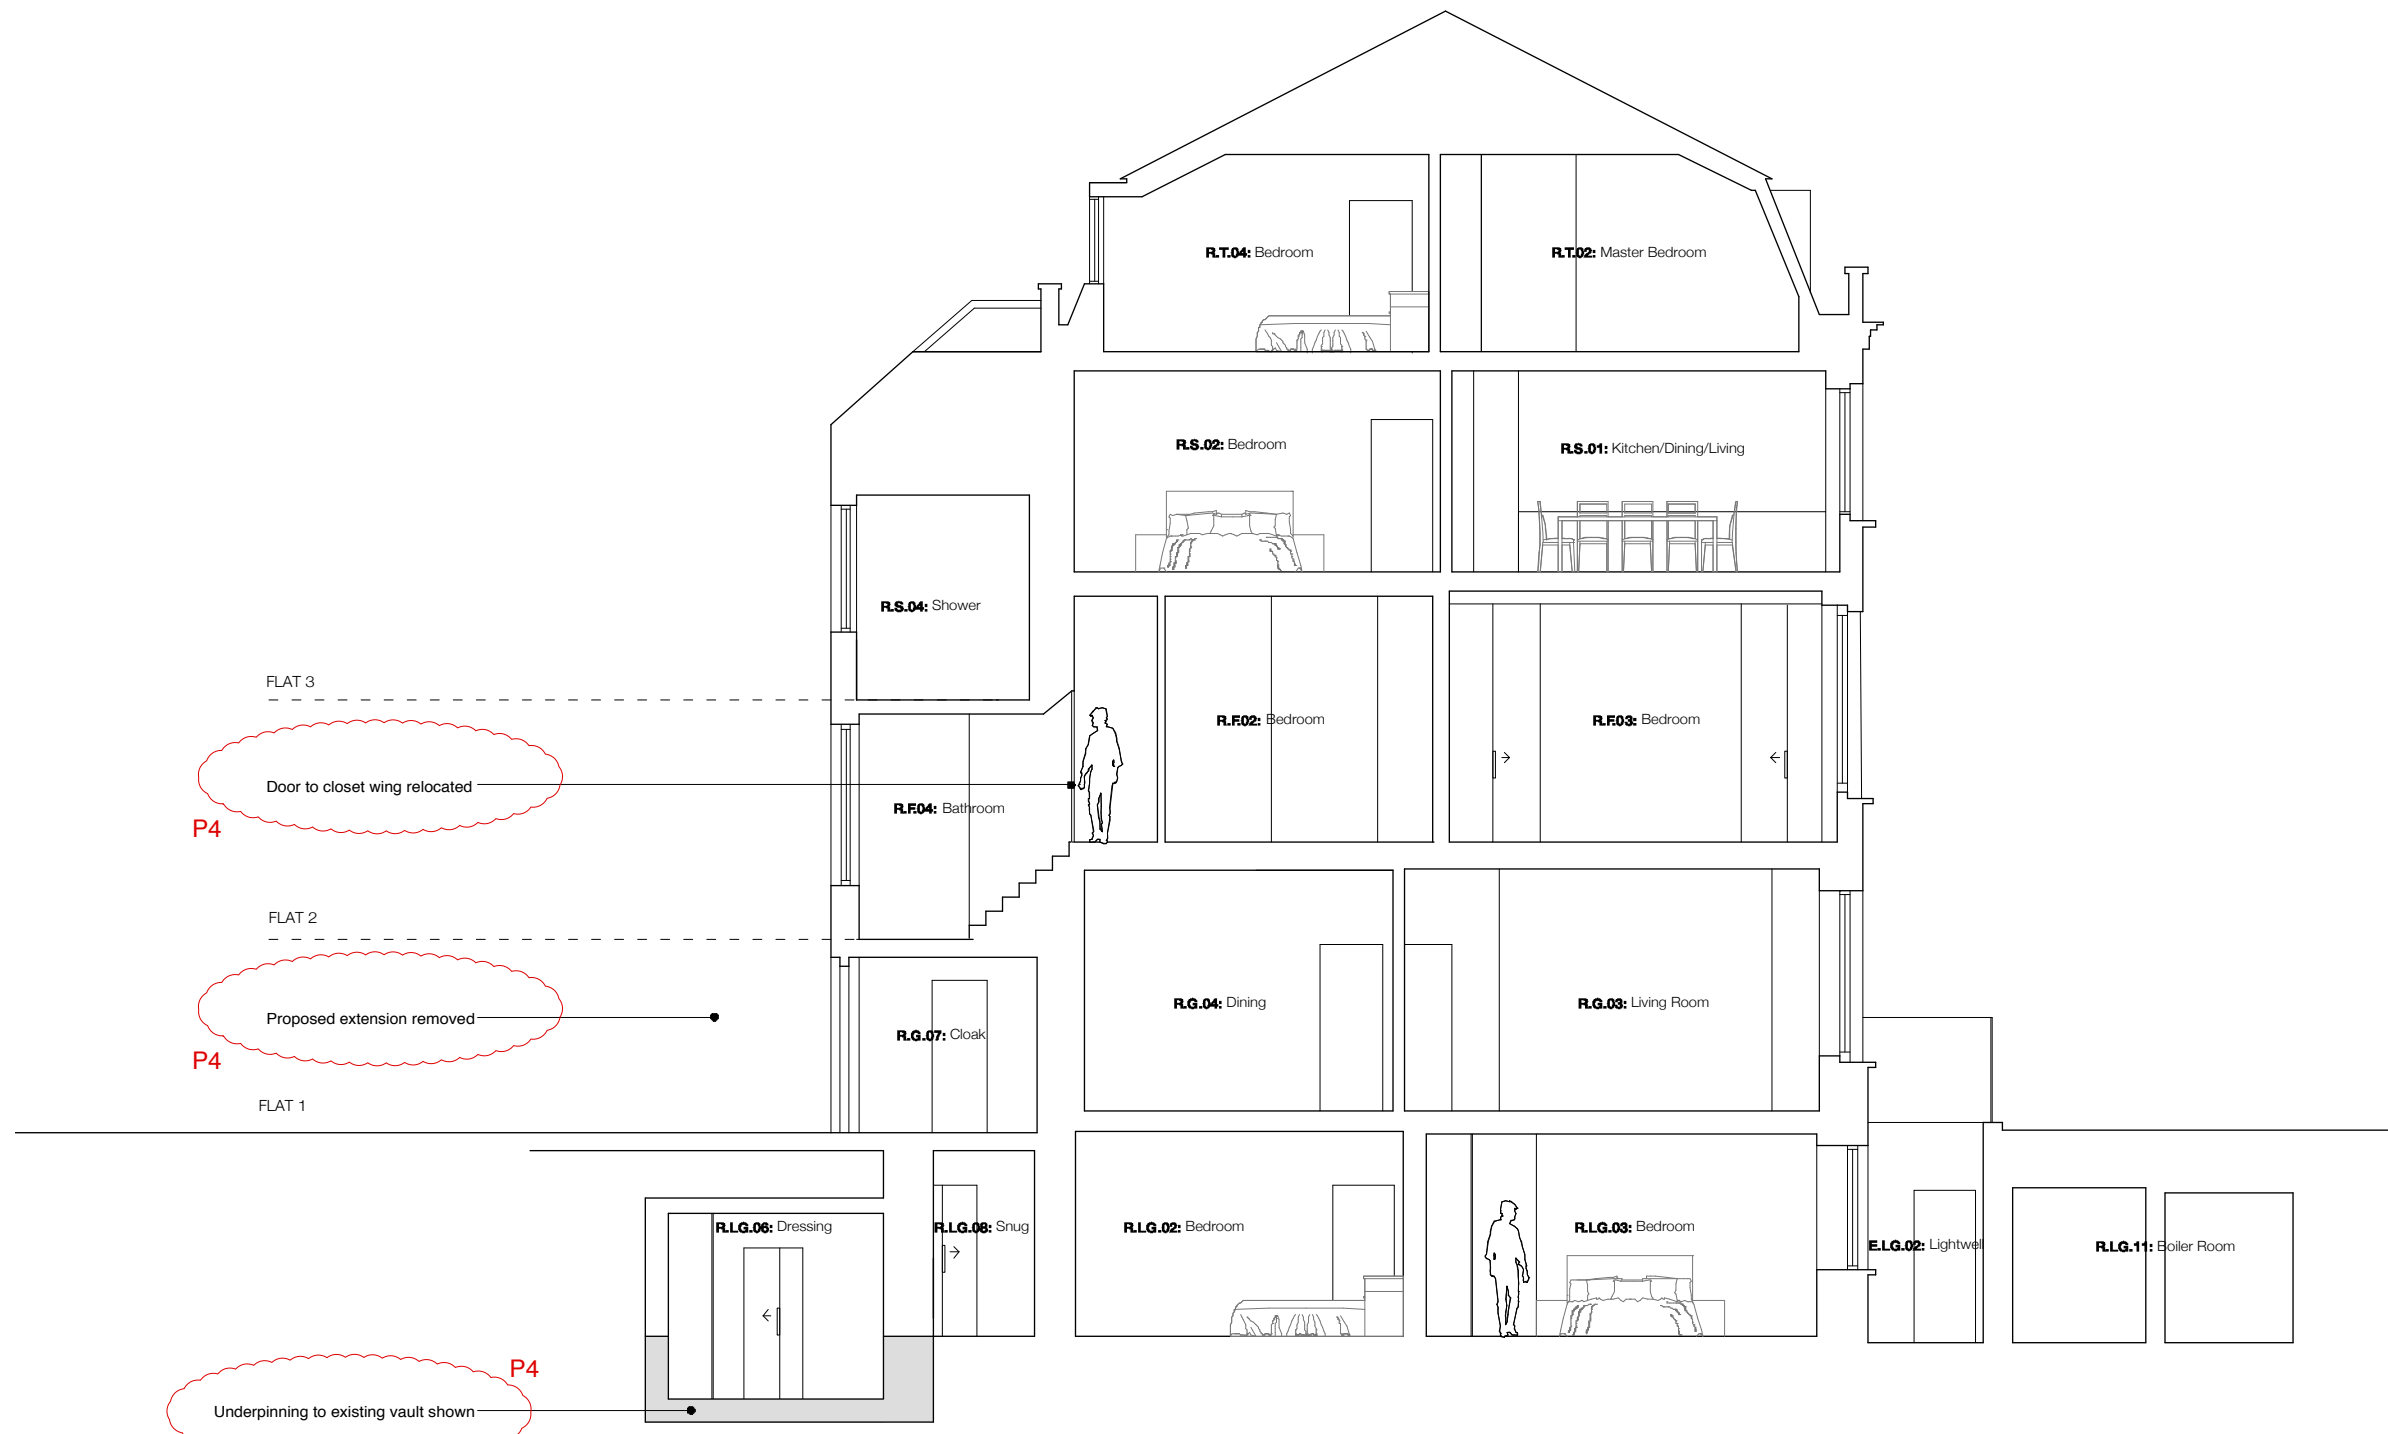 R.T.04: Bedroom
R.T.02: Master Bedroom
R.S.02: Bedroom
R.S.01: Kitchen/Dining/Living
R.S.04: Shower
FLAT 3
R.F.02: Bedroom
R.F.03: Bedroom
Door to closet wing relocated
R.F.04: Bathroom
P4
FLAT 2
R.G.04: Dining
R.G.03: Living Room
Proposed extension removed
R.G.07: Cloak
P4
FLAT 1
R.LG.06: Dressing
R.LG.08: Snug
R.LG.02: Bedroom
R.LG.03: Bedroom
E.LG.02: Lightwell
R.LG.11: Boiler Room
P4
Underpinning to existing vault shown